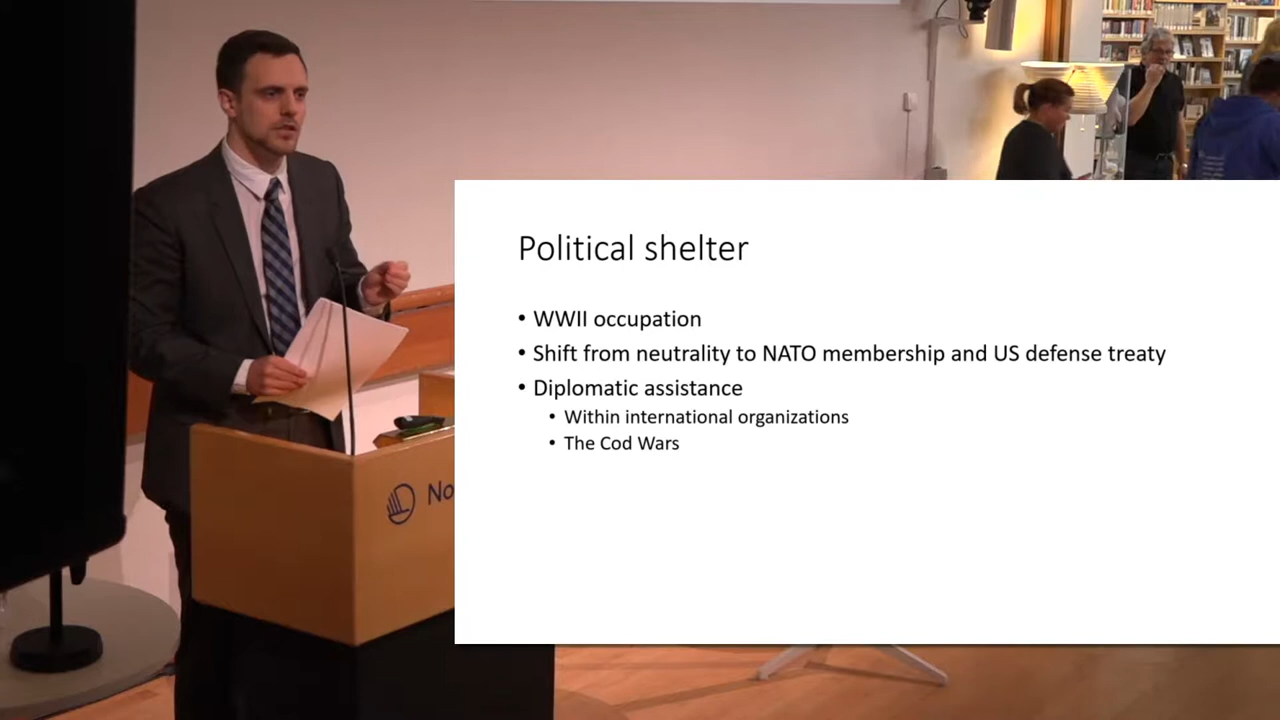 Political shelter
• WWII occupation
• Shift from neutrality to NATO membership and US defense treaty
• Diplomatic assistance
• Within international organizations
• The Cod Wars
No